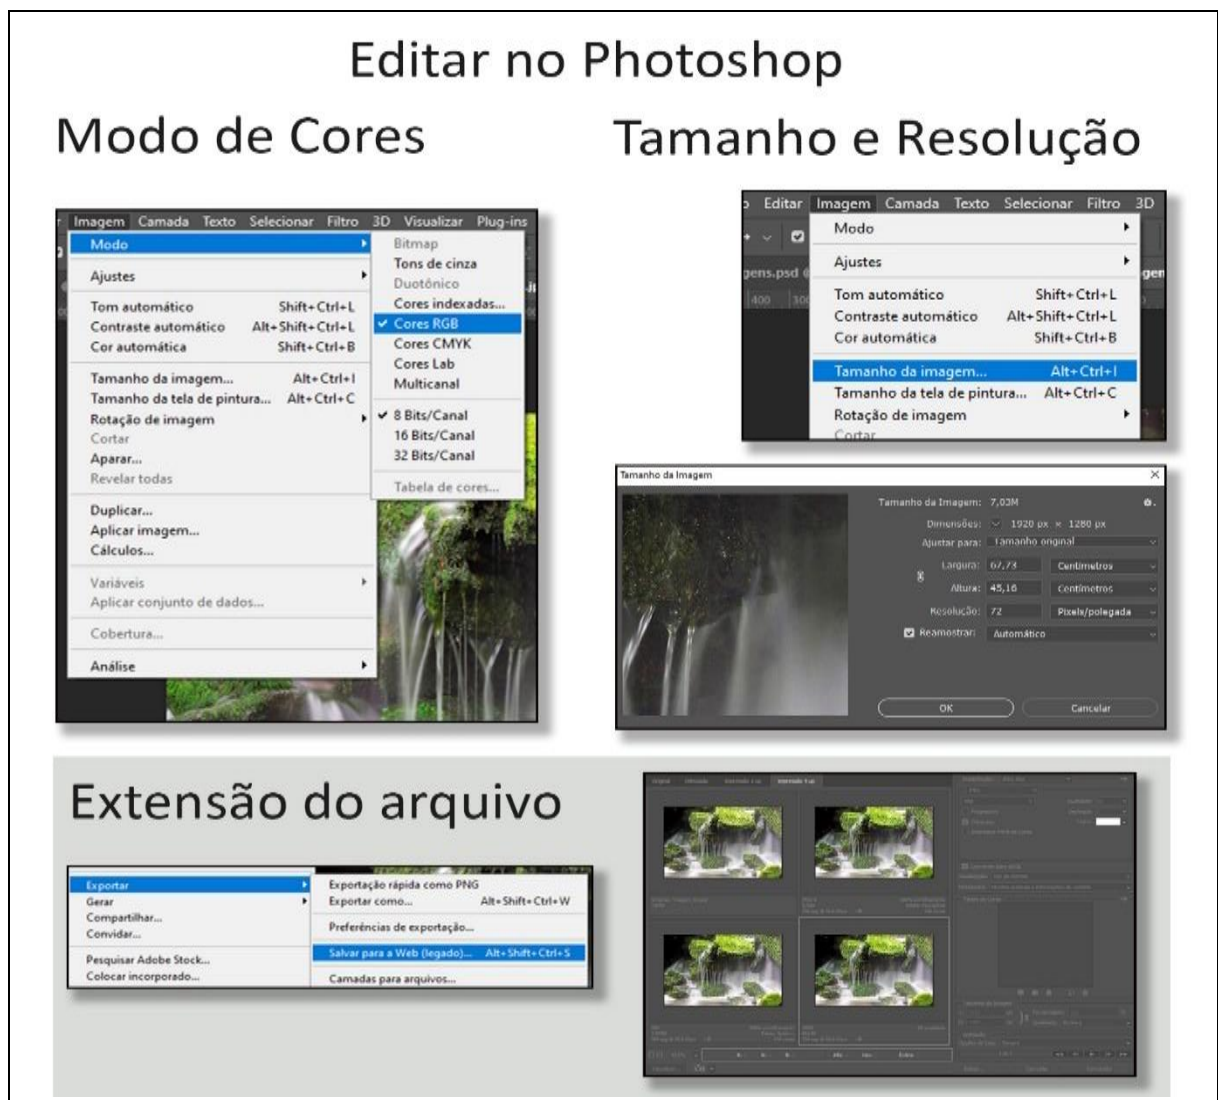 Editar no Photoshop
Modo de Cores
Imagem Camada Texto Selecionar Filtro 3D Visualizar Plug-ins
Modo
Ajustes
Tom automático Shift+Ctrl+L
Contraste automático Alt+Shift+Ctrl+L
Cor automática Shift+Ctrl+B
Tamanho da imagem... Alt+Ctrl+I
Tamanho da tela de pintura... Alt+Ctrl+C
Rotação de imagem
Cortar
Aparar...
Revelar todas
Duplicar...
Aplicar imagem...
Cálculos...
Variáveis
Aplicar conjunto de dados...
Cobertura...
Análise
Bitmap
Tons de cinza
Duotônico
Cores indexadas...
Cores RGB
Cores CMYK
Cores Lab
Multicanal
8 Bits/Canal
16 Bits/Canal
32 Bits/Canal
Tabela de cores...
Tamanho e Resolução
Editar Imagem Camada Texto Selecionar Filtro 3D
gens.psd
400 300
Modo
Ajustes
Tom automático Shift+Ctrl+L
Contraste automático Alt+Shift+Ctrl+L
Cor automática Shift+Ctrl+B
Tamanho da imagem... Alt+Ctrl+I
Tamanho da tela de pintura... Alt+Ctrl+C
Rotação de imagem
Cortar
Tamanho da Imagem
Tamanho da Imagem: 7,03M
Dimensões: 1920 px × 1280 px
Ajustar para: Tamanho original
Largura: 67,73 Centímetros
Altura: 45,16 Centímetros
Resolução: 72 Pixels/polegada
Reamostrar: Automático
OK Cancelar
Extensão do arquivo
Exportar
Gerar
Compartilhar...
Convidar...
Pesquisar Adobe Stock...
Colocar incorporado...
Exportação rápida como PNG
Exportar como... Alt+Shift+Ctrl+W
Preferências de exportação...
Salvar para a Web (legado)... Alt+Shift+Ctrl+S
Camadas para arquivos...